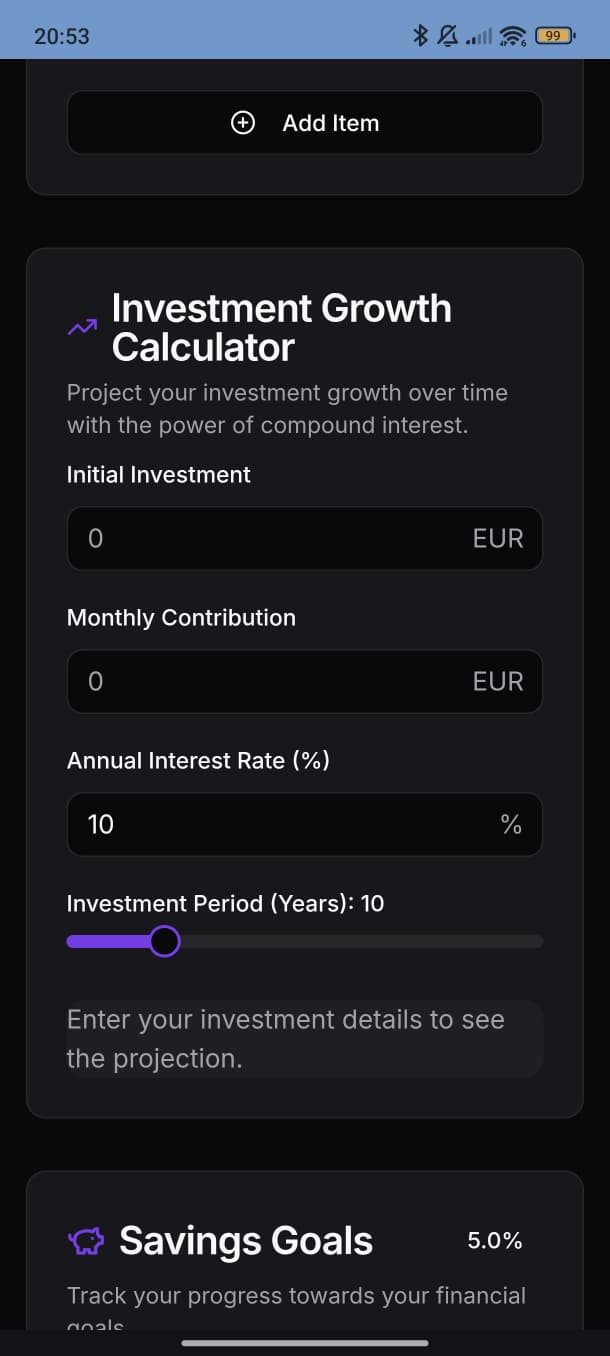 20:53
6
99
Add Item
Investment Growth
Calculator
Project your investment growth over time
with the power of compound interest.
Initial Investment
0 EUR
Monthly Contribution
0 EUR
Annual Interest Rate (%)
10 %
Investment Period (Years): 10
Enter your investment details to see
the projection.
Savings Goals 5.0%
Track your progress towards your financial
goals